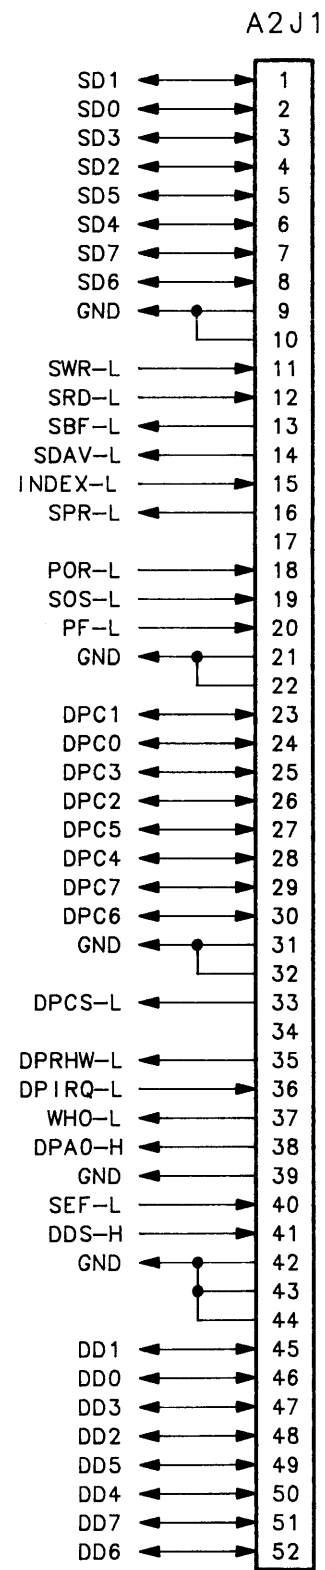 A2J1
SD1 1
SD0 2
SD3 3
SD2 4
SD5 5
SD4 6
SD7 7
SD6 8
GND 9
10
SWR-L 11
SRD-L 12
SBF-L 13
SDAV-L 14
INDEX-L 15
SPR-L 16
17
POR-L 18
SOS-L 19
PF-L 20
GND 21
22
DPC1 23
DPC0 24
DPC3 25
DPC2 26
DPC5 27
DPC4 28
DPC7 29
DPC6 30
GND 31
32
DPCS-L 33
34
DPRHW-L 35
DPIRQ-L 36
WHO-L 37
DPA0-H 38
GND 39
SEF-L 40
DDS-H 41
GND 42
43
44
DD1 45
DD0 46
DD3 47
DD2 48
DD5 49
DD4 50
DD7 51
DD6 52